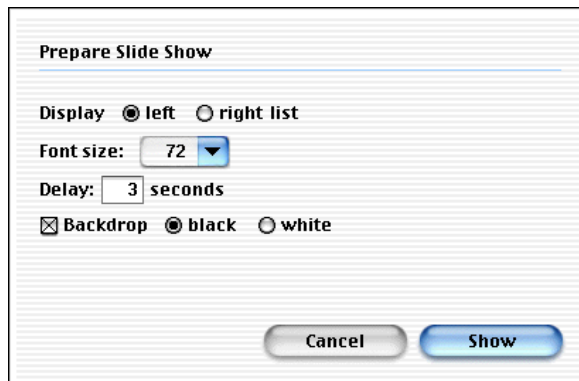 Prepare Slide Show
Display left right list
Font size: 72
Delay: 3 seconds
Backdrop black white
Cancel Show